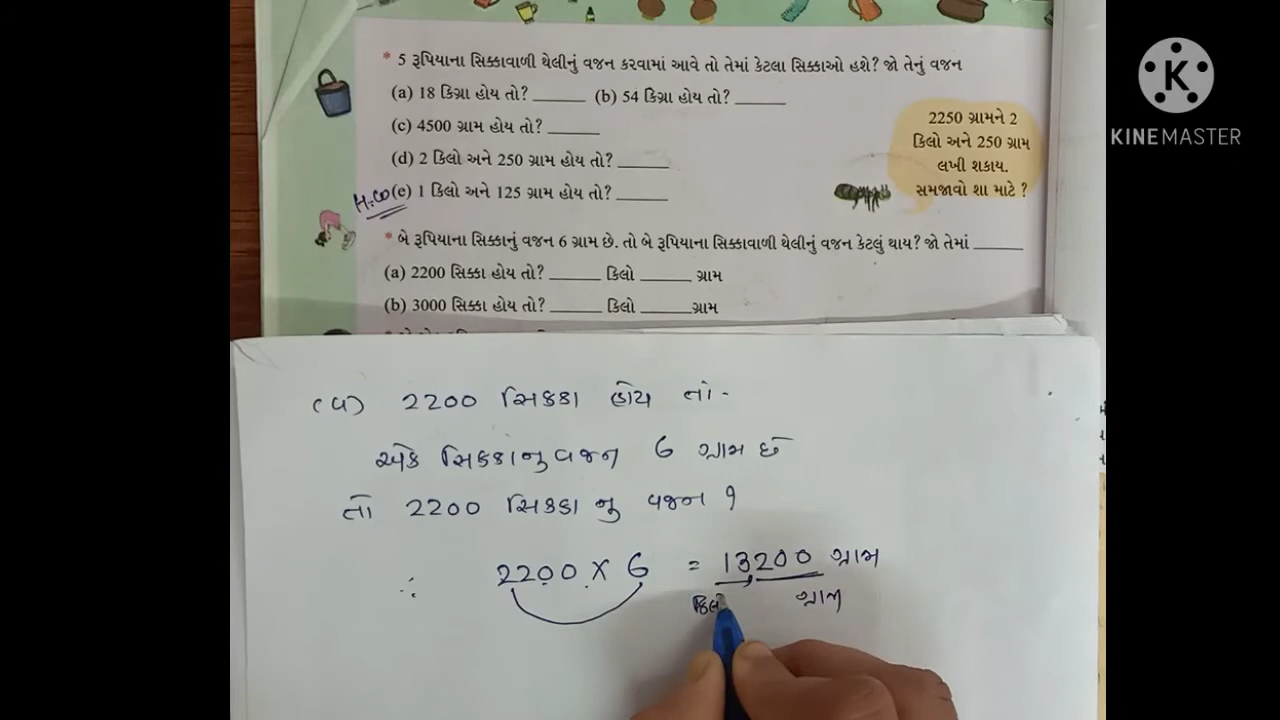 * 5 રૂપિયાના સિક્કાવાળી થેલીનું વજન કરવામાં આવે તો તેમાં કેટલા સિક્કાઓ હશે? જો તેનું વજન
(a) 18 કિગ્રા હોય તો? ______ (b) 54 કિગ્રા હોય તો? ______
(c) 4500 ગ્રામ હોય તો? ______
(d) 2 કિલો અને 250 ગ્રામ હોય તો? ______
H.W (e) 1 કિલો અને 125 ગ્રામ હોય તો? ______
2250 ગ્રામને 2
કિલો અને 250 ગ્રામ
લખી શકાય.
સમજાવો શા માટે ?
* બે રૂપિયાના સિક્કાનું વજન 6 ગ્રામ છે. તો બે રૂપિયાના સિક્કાવાળી થેલીનું વજન કેટલું થાય? જો તેમાં ______
(a) 2200 સિક્કા હોય તો? ______ કિલો ______ ગ્રામ
(b) 3000 સિક્કા હોય તો? ______ કિલો ______ ગ્રામ
2200 સિક્કા હોય તો -
એક સિક્કાનુ વજન 6 ગ્રામ છે
તો 2200 સિક્કા નુ વજન ?
∴ 2200 x 6 = 13,200 ગ્રામ
ગ્રામ
KINEMASTER